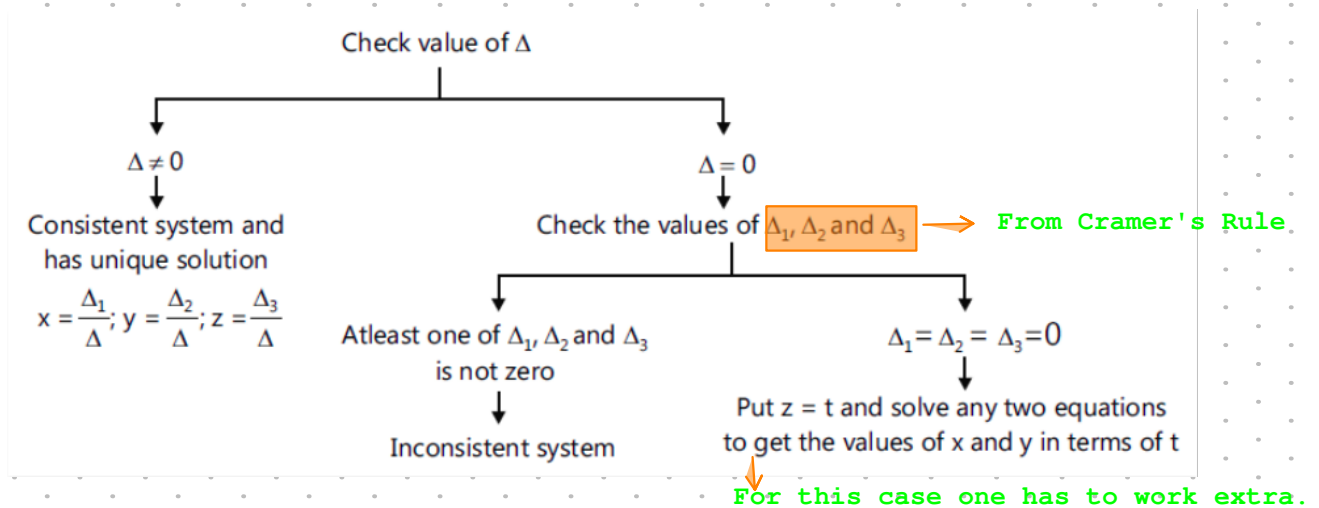 Check value of Δ
Δ ≠ 0
Δ = 0
Consistent system and
has unique solution
x = Δ₁/Δ; y = Δ₂/Δ; z = Δ₃/Δ
Check the values of Δ₁, Δ₂ and Δ₃
From Cramer's Rule
Atleast one of Δ₁, Δ₂ and Δ₃
is not zero
Inconsistent system
Δ₁= Δ₂ = Δ₃=0
Put z = t and solve any two equations
to get the values of x and y in terms of t
For this case one has to work extra.